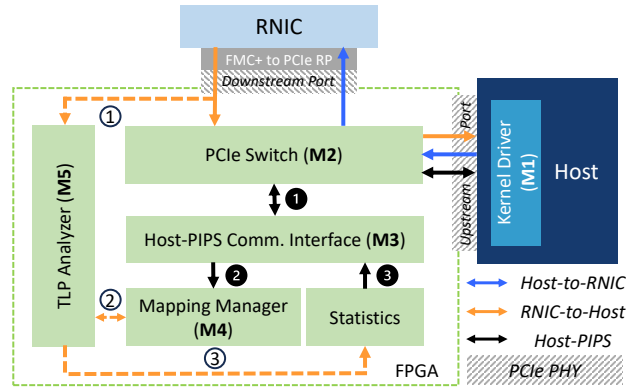 RNIC
FMC+ to PCIe RP
Downstream Port
①
PCIe Switch (M2)
TLP Analyzer (M5)
Upstream Port
Kernel Driver
(M1)
Host
❶
Host-PIPS Comm. Interface (M3)
❷
❸
②
Mapping Manager
(M4)
Statistics
③
FPGA
Host-to-RNIC
RNIC-to-Host
Host-PIPS
PCIe PHY